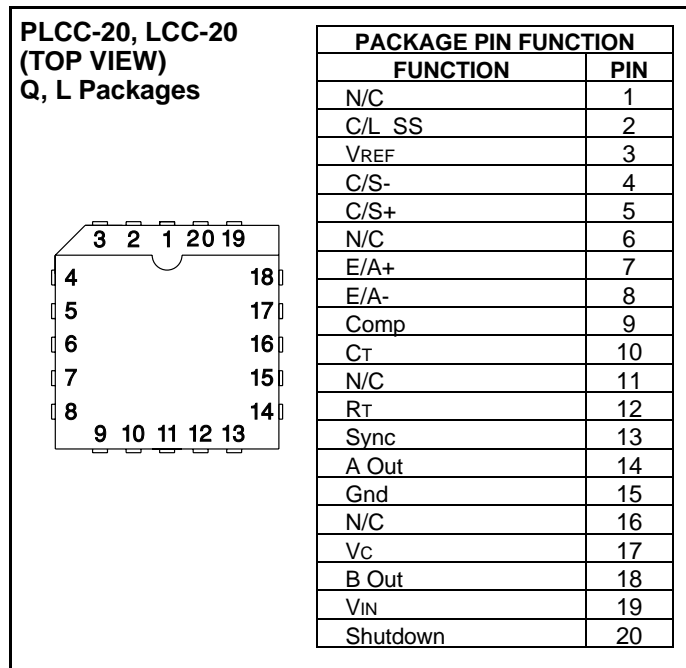 PLCC-20, LCC-20
(TOP VIEW)
Q, L Packages
3 2 1 20 19
4 18
5 17
6 16
7 15
8 14
9 10 11 12 13
PACKAGE PIN FUNCTION
FUNCTION PIN
N/C 1
C/L SS 2
VREF 3
C/S- 4
C/S+ 5
N/C 6
E/A+ 7
E/A- 8
Comp 9
CT 10
N/C 11
RT 12
Sync 13
A Out 14
Gnd 15
N/C 16
VC 17
B Out 18
VIN 19
Shutdown 20